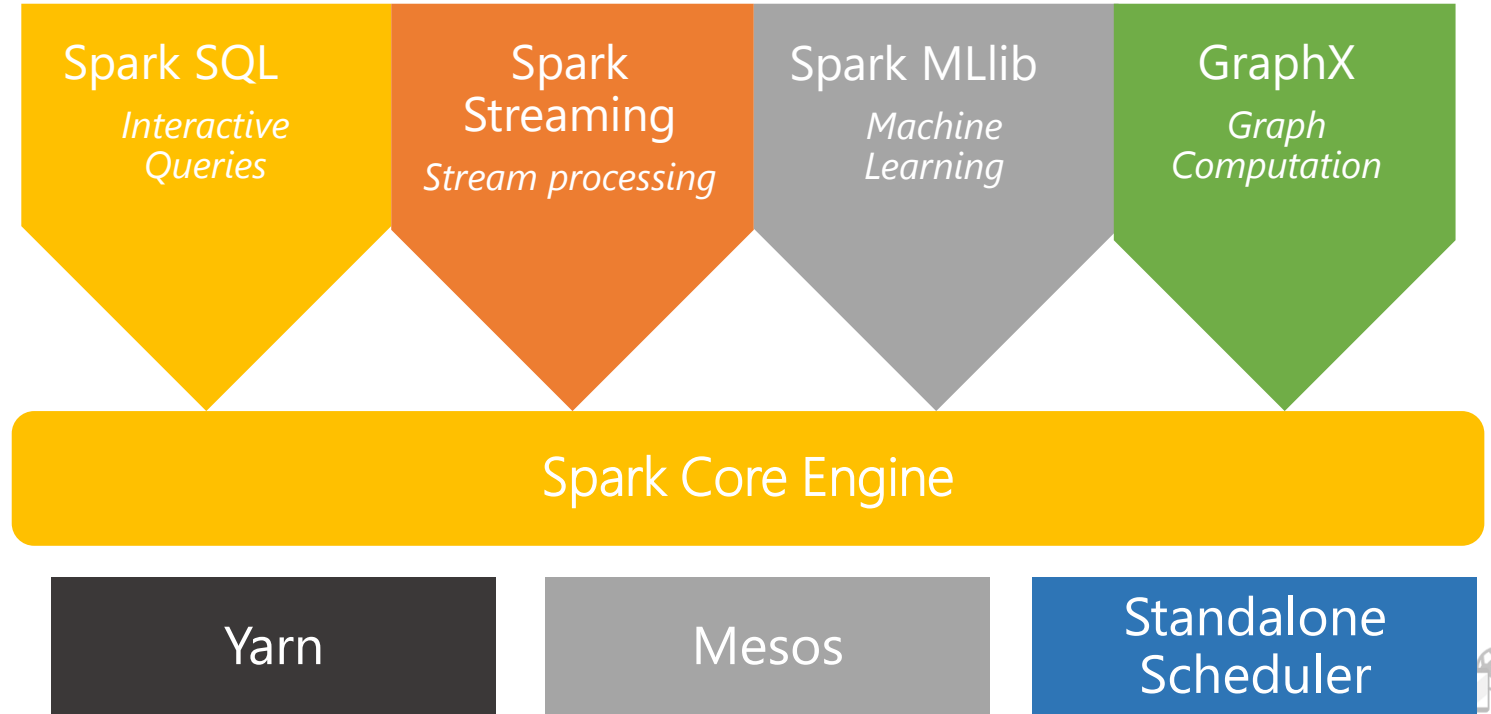 Spark SQL
Interactive
Queries
Spark
Streaming
Stream processing
Spark MLlib
Machine
Learning
GraphX
Graph
Computation
Spark Core Engine
Yarn
Mesos
Standalone
Scheduler